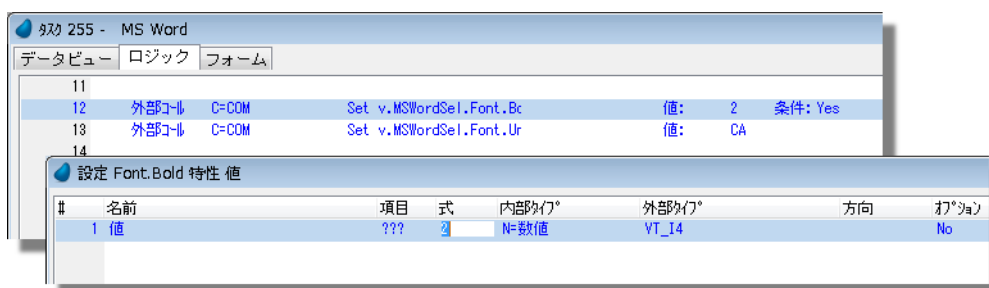 ﾀｽｸ 255 - MS Word
データビュー ロジック フォーム
11
12 外部ｺｰﾙ C=COM Set v.MSWordSel.Font.Bo 値: 2 条件: Yes
13 外部ｺｰﾙ C=COM Set v.MSWordSel.Font.Ur 値: CA
14
設定 Font.Bold 特性 値
# 名前 項目 式 内部ﾀｲﾌﾟ 外部ﾀｲﾌﾟ 方向 ｵﾌﾟｼｮﾝ
1 値 ??? 2 N=数値 VT_I4 No